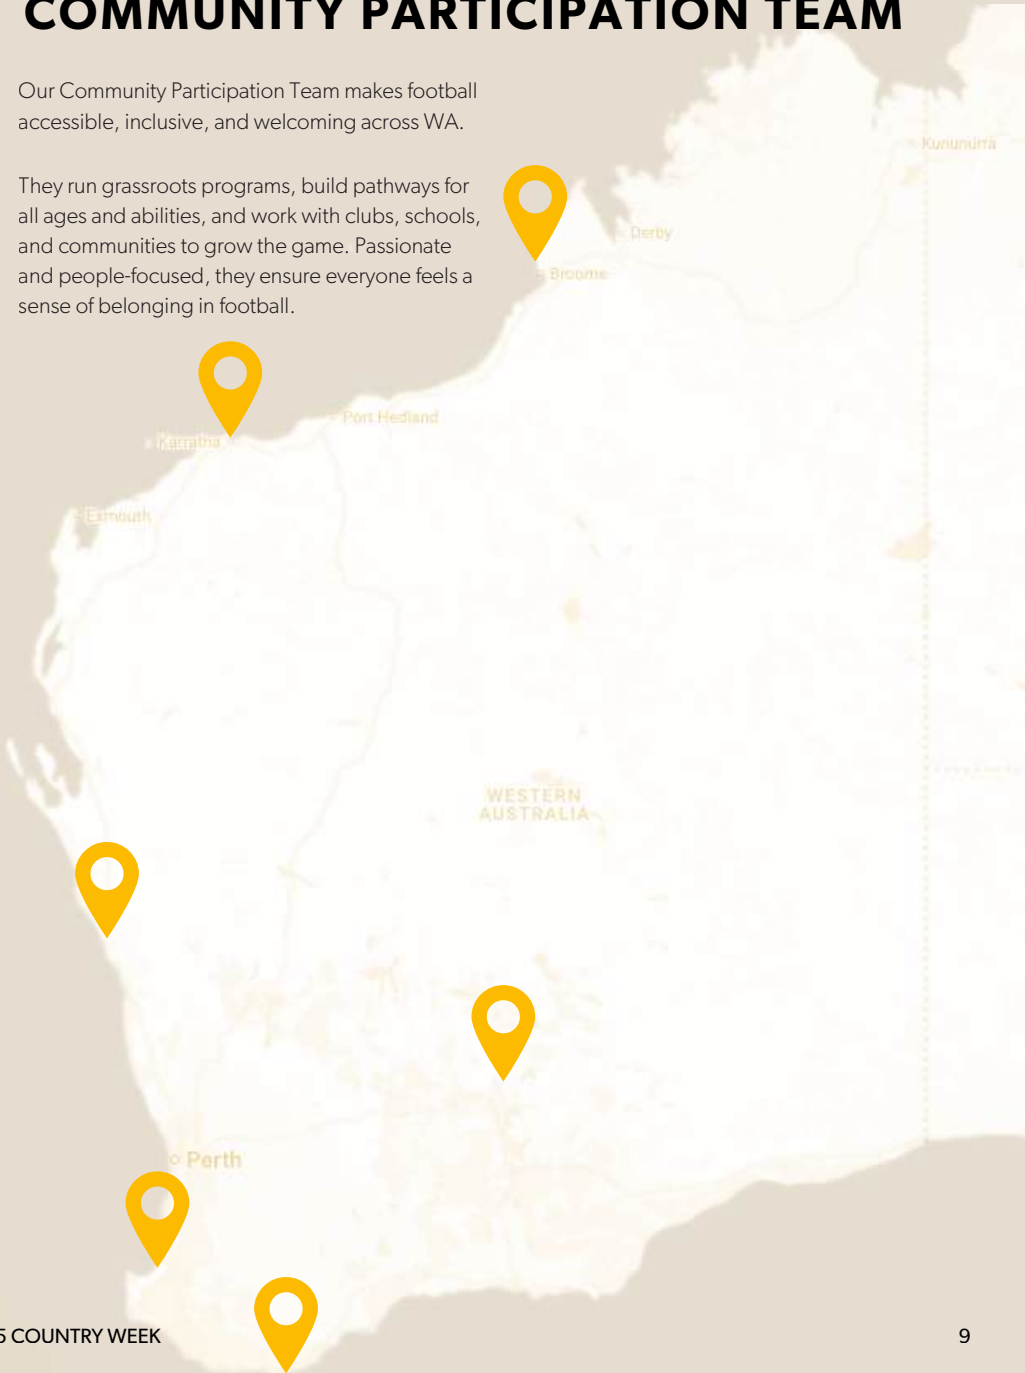 COMMUNITY PARTICIPATION TEAM
Our Community Participation Team makes football
accessible, inclusive, and welcoming across WA.
They run grassroots programs, build pathways for
all ages and abilities, and work with clubs, schools,
and communities to grow the game. Passionate
and people-focused, they ensure everyone feels a
sense of belonging in football.
Kununurra
Derby
Broome
Port Hedland
Karratha
Exmouth
WESTERN
AUSTRALIA
Perth
5 COUNTRY WEEK
9